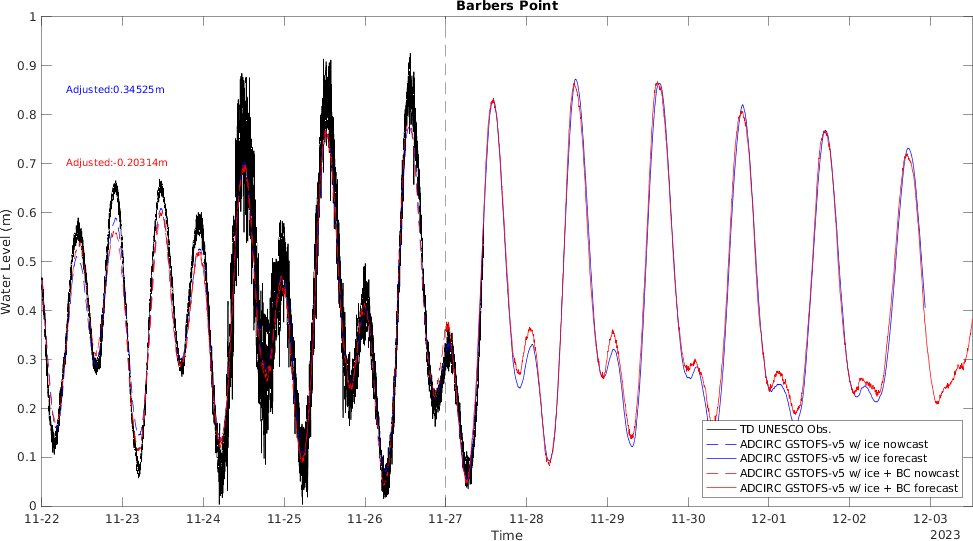 Barbers Point
1
0.9
0.8
0.7
0.6
0.5
0.4
0.3
0.2
0.1
0
Water Level (m)
Adjusted:0.34525m
Adjusted:-0.20314m
TD UNESCO Obs.
ADCIRC GSTOFS-v5 w/ ice nowcast
ADCIRC GSTOFS-v5 w/ ice forecast
ADCIRC GSTOFS-v5 w/ ice + BC nowcast
ADCIRC GSTOFS-v5 w/ ice + BC forecast
11-22 11-23 11-24 11-25 11-26 11-27 11-28 11-29 11-30 12-01 12-02 12-03
Time
2023